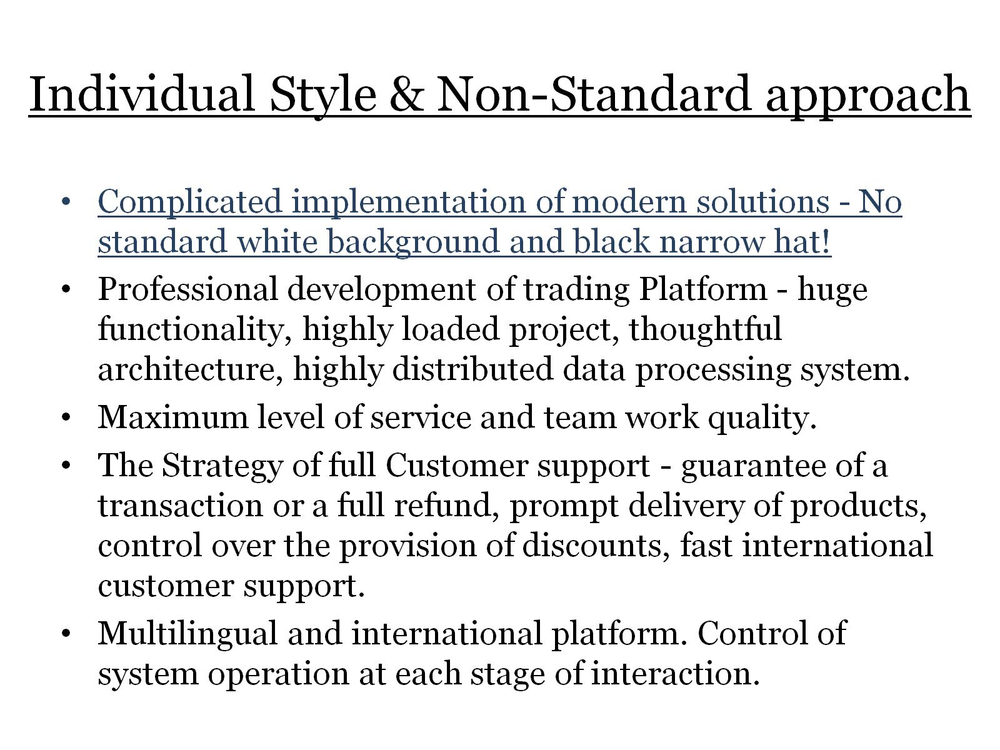 Individual Style & Non-Standard approach
• Complicated implementation of modern solutions - No
standard white background and black narrow hat!
• Professional development of trading Platform - huge
functionality, highly loaded project, thoughtful
architecture, highly distributed data processing system.
• Maximum level of service and team work quality.
• The Strategy of full Customer support - guarantee of a
transaction or a full refund, prompt delivery of products,
control over the provision of discounts, fast international
customer support.
• Multilingual and international platform. Control of
system operation at each stage of interaction.